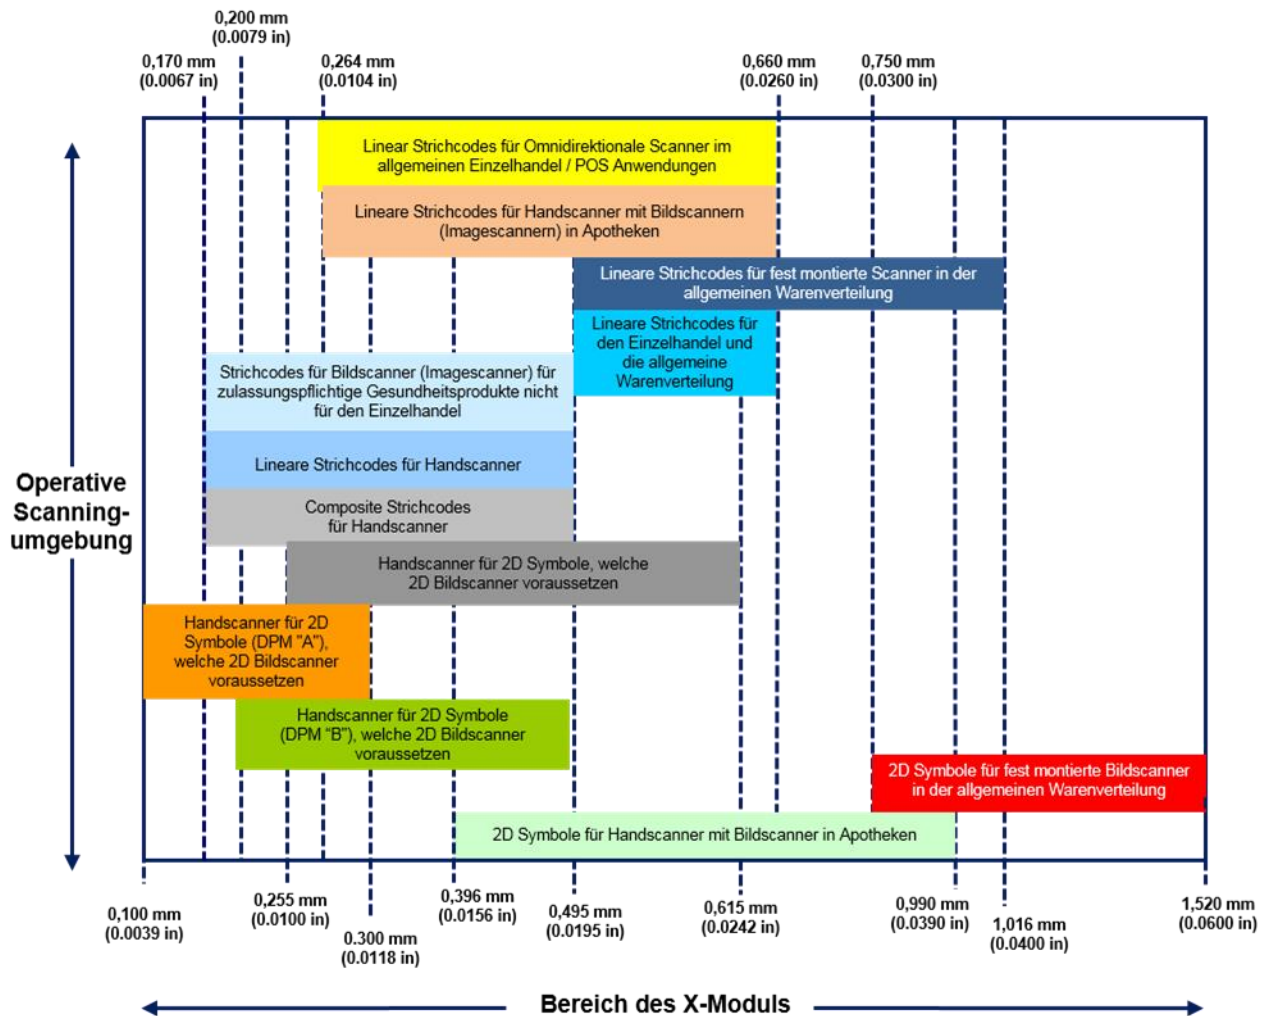 0,200 mm
(0.0079 in)
0,170 mm
(0.0067 in)
0,264 mm
(0.0104 in)
0,660 mm
(0.0260 in)
0,750 mm
(0.0300 in)
Linear Strichcodes für Omnidirektionale Scanner im
allgemeinen Einzelhandel / POS Anwendungen
Lineare Strichcodes für Handscanner mit Bildscannern
(Imagescannern) in Apotheken
Lineare Strichcodes für fest montierte Scanner in der
allgemeinen Warenverteilung
Lineare Strichcodes für
den Einzelhandel und
die allgemeine
Warenverteilung
Strichcodes für Bildscanner (Imagescanner) für
zulassungspflichtige Gesundheitsprodukte nicht
für den Einzelhandel
Lineare Strichcodes für Handscanner
Operative
Scanning-
umgebung
Composite Strichcodes
für Handscanner
Handscanner für 2D Symbole, welche
2D Bildscanner voraussetzen
Handscanner für 2D
Symbole (DPM "A"),
welche 2D Bildscanner
voraussetzen
Handscanner für 2D Symbole
(DPM "B"), welche 2D Bildscanner
voraussetzen
2D Symbole für fest montierte Bildscanner
in der allgemeinen Warenverteilung
2D Symbole für Handscanner mit Bildscanner in Apotheken
0,100 mm
(0.0039 in)
0,255 mm
(0.0100 in)
0.300 mm
(0.0118 in)
0,396 mm
(0.0156 in)
0,495 mm
(0.0195 in)
0,615 mm
(0.0242 in)
0,990 mm
(0.0390 in)
1,016 mm
(0.0400 in)
1,520 mm
(0.0600 in)
Bereich des X-Moduls